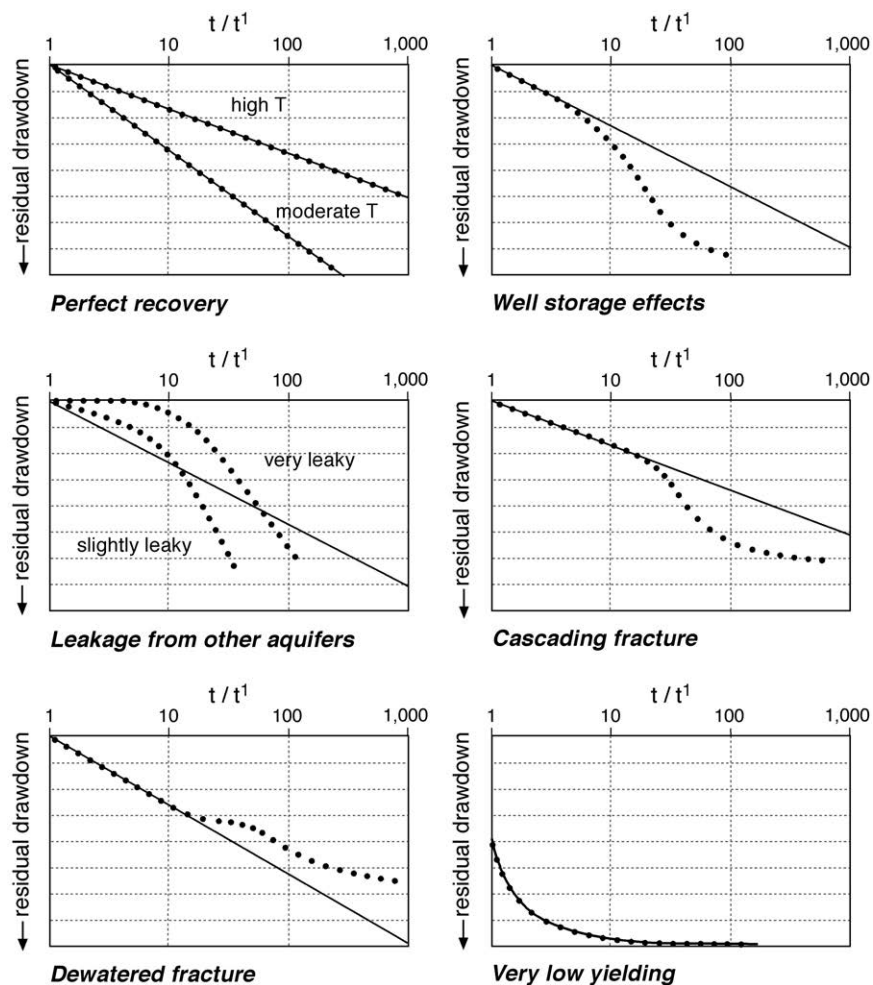 t / t¹
1 10 100 1,000
residual drawdown
high T
moderate T
Perfect recovery
t / t¹
1 10 100 1,000
residual drawdown
Well storage effects
t / t¹
1 10 100 1,000
residual drawdown
very leaky
slightly leaky
Leakage from other aquifers
t / t¹
1 10 100 1,000
residual drawdown
Cascading fracture
t / t¹
1 10 100 1,000
residual drawdown
Dewatered fracture
t / t¹
1 10 100 1,000
residual drawdown
Very low yielding